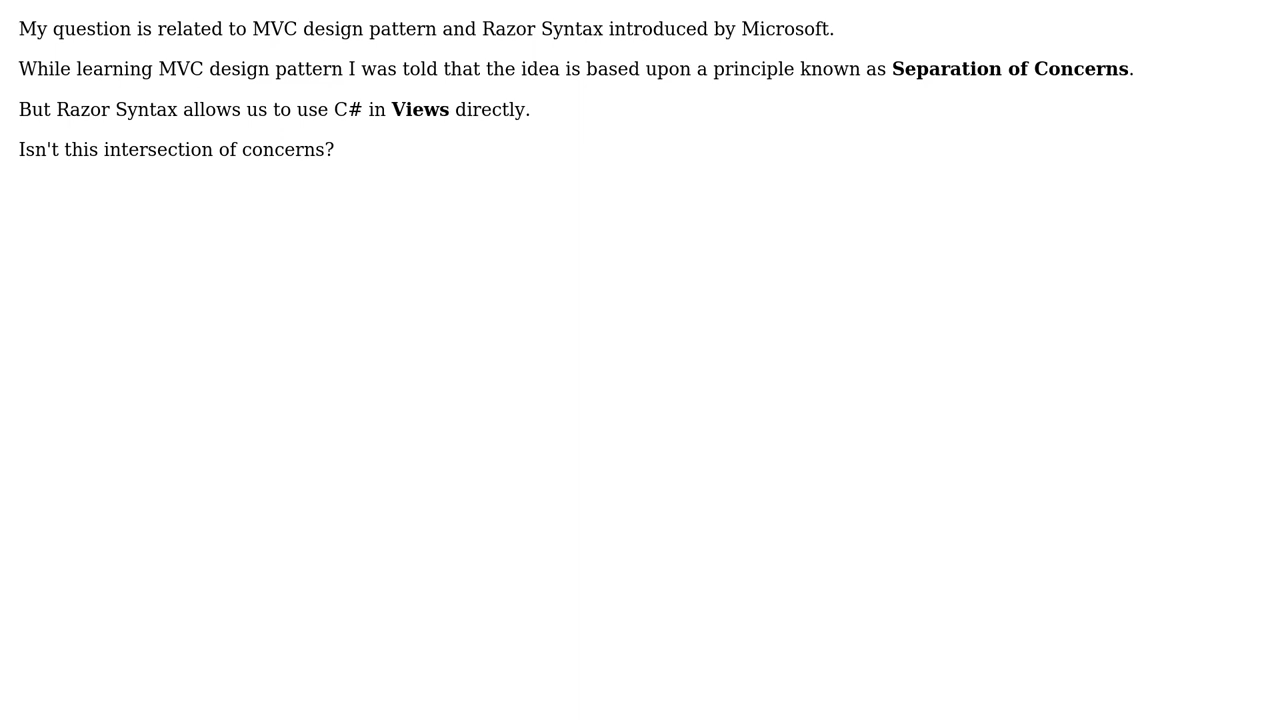 My question is related to MVC design pattern and Razor Syntax introduced by Microsoft.
While learning MVC design pattern I was told that the idea is based upon a principle known as Separation of Concerns.
But Razor Syntax allows us to use C# in Views directly.
Isn't this intersection of concerns?